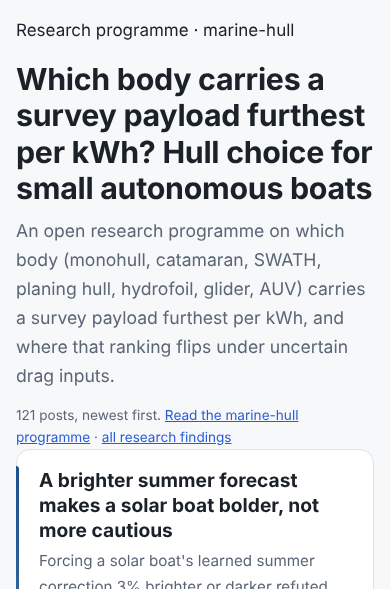 Research programme · marine-hull
Which body carries a
survey payload furthest
per kWh? Hull choice for
small autonomous boats
An open research programme on which
body (monohull, catamaran, SWATH,
planing hull, hydrofoil, glider, AUV) carries
a survey payload furthest per kWh, and
where that ranking flips under uncertain
drag inputs.
121 posts, newest first. Read the marine-hull
programme · all research findings
A brighter summer forecast
makes a solar boat bolder, not
more cautious
Forcing a solar boat's learned summer
correction 3% brighter or darker refuted